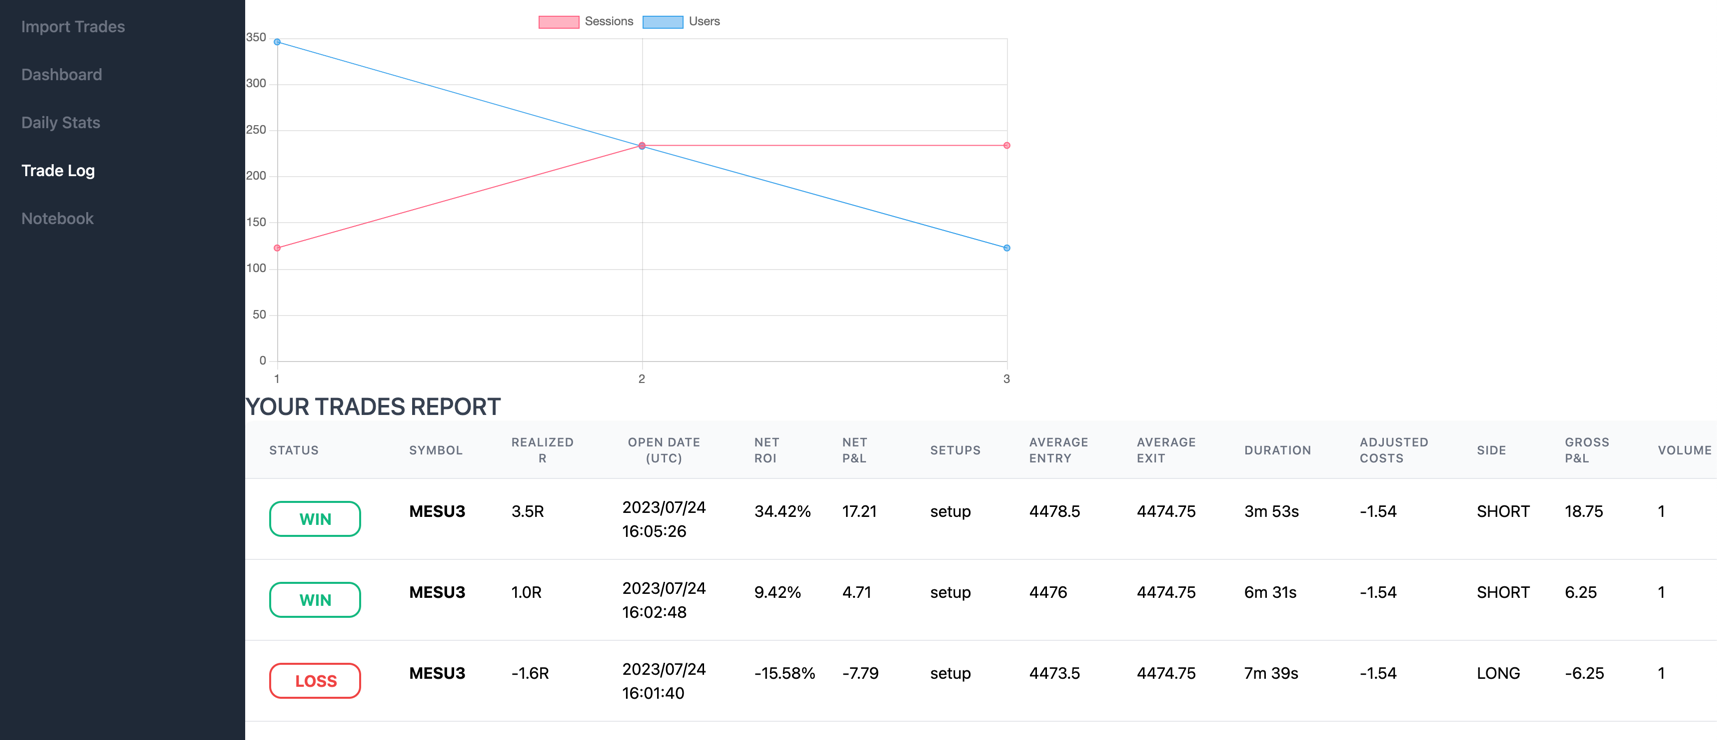 Import Trades
Dashboard
Daily Stats
Trade Log
Notebook
Sessions Users
350
300
250
200
150
100
50
0
1 2 3
YOUR TRADES REPORT
STATUS SYMBOL REALIZED R OPEN DATE (UTC) NET ROI NET P&L SETUPS AVERAGE ENTRY AVERAGE EXIT DURATION ADJUSTED COSTS SIDE GROSS P&L VOLUME
WIN MESU3 3.5R 2023/07/24 16:05:26 34.42% 17.21 setup 4478.5 4474.75 3m 53s -1.54 SHORT 18.75 1
WIN MESU3 1.0R 2023/07/24 16:02:48 9.42% 4.71 setup 4476 4474.75 6m 31s -1.54 SHORT 6.25 1
LOSS MESU3 -1.6R 2023/07/24 16:01:40 -15.58% -7.79 setup 4473.5 4474.75 7m 39s -1.54 LONG -6.25 1